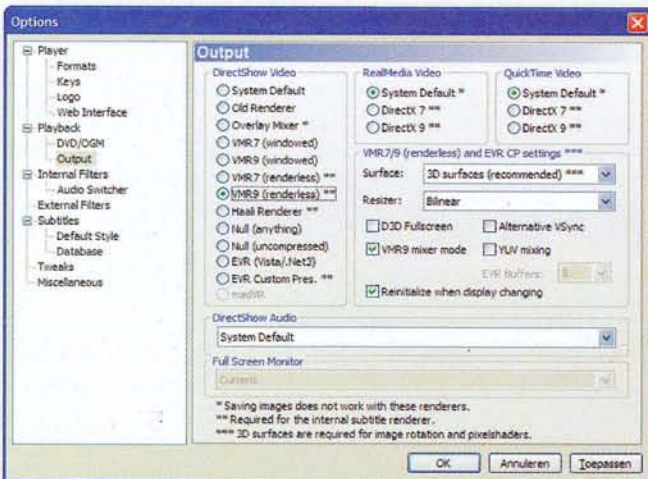 Options
Player
Formats
Keys
Logo
Web Interface
Playback
DVD/OGM
Output
Internal Filters
Audio Switcher
External Filters
Subtitles
Default Style
Database
Tweaks
Miscellaneous
Output
DirectShow Video
System Default
Old Renderer
Overlay Mixer *
VMR7 (windowed)
VMR9 (windowed)
VMR7 (renderless) **
VMR9 (renderless) **
Haali Renderer **
Null (anything)
Null (uncompressed)
EVR (Vista/.Net3)
EVR Custom Pres. **
madVR
RealMedia Video
System Default *
DirectX 7 **
DirectX 9 **
QuickTime Video
System Default *
DirectX 7 **
DirectX 9 **
VMR7/9 (renderless) and EVR CP settings ***
Surface: 3D surfaces (recommended) ***
Resizer: Bilinear
D3D Fullscreen Alternative VSync
VMR9 mixer mode YUV mixing
EVR Buffers:
Reinitialize when display changing
DirectShow Audio
System Default
Full Screen Monitor
Current
* Saving images does not work with these renderers.
** Required for the internal subtitle renderer.
*** 3D surfaces are required for image rotation and pixelshaders.
OK Annuleren Toepassen